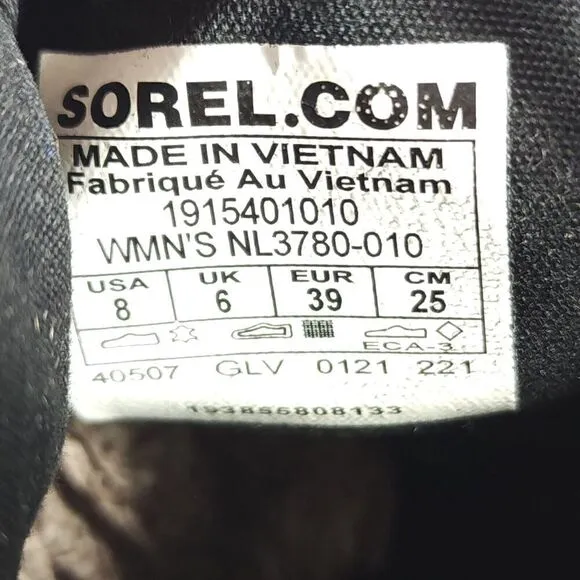 SOREL.COM
MADE IN VIETNAM
Fabriqué Au Vietnam
1915401010
WMN'S NL3780-010
USA UK EUR CM
8 6 39 25
ECA-3
40507 GLV 0121 221
193855808133